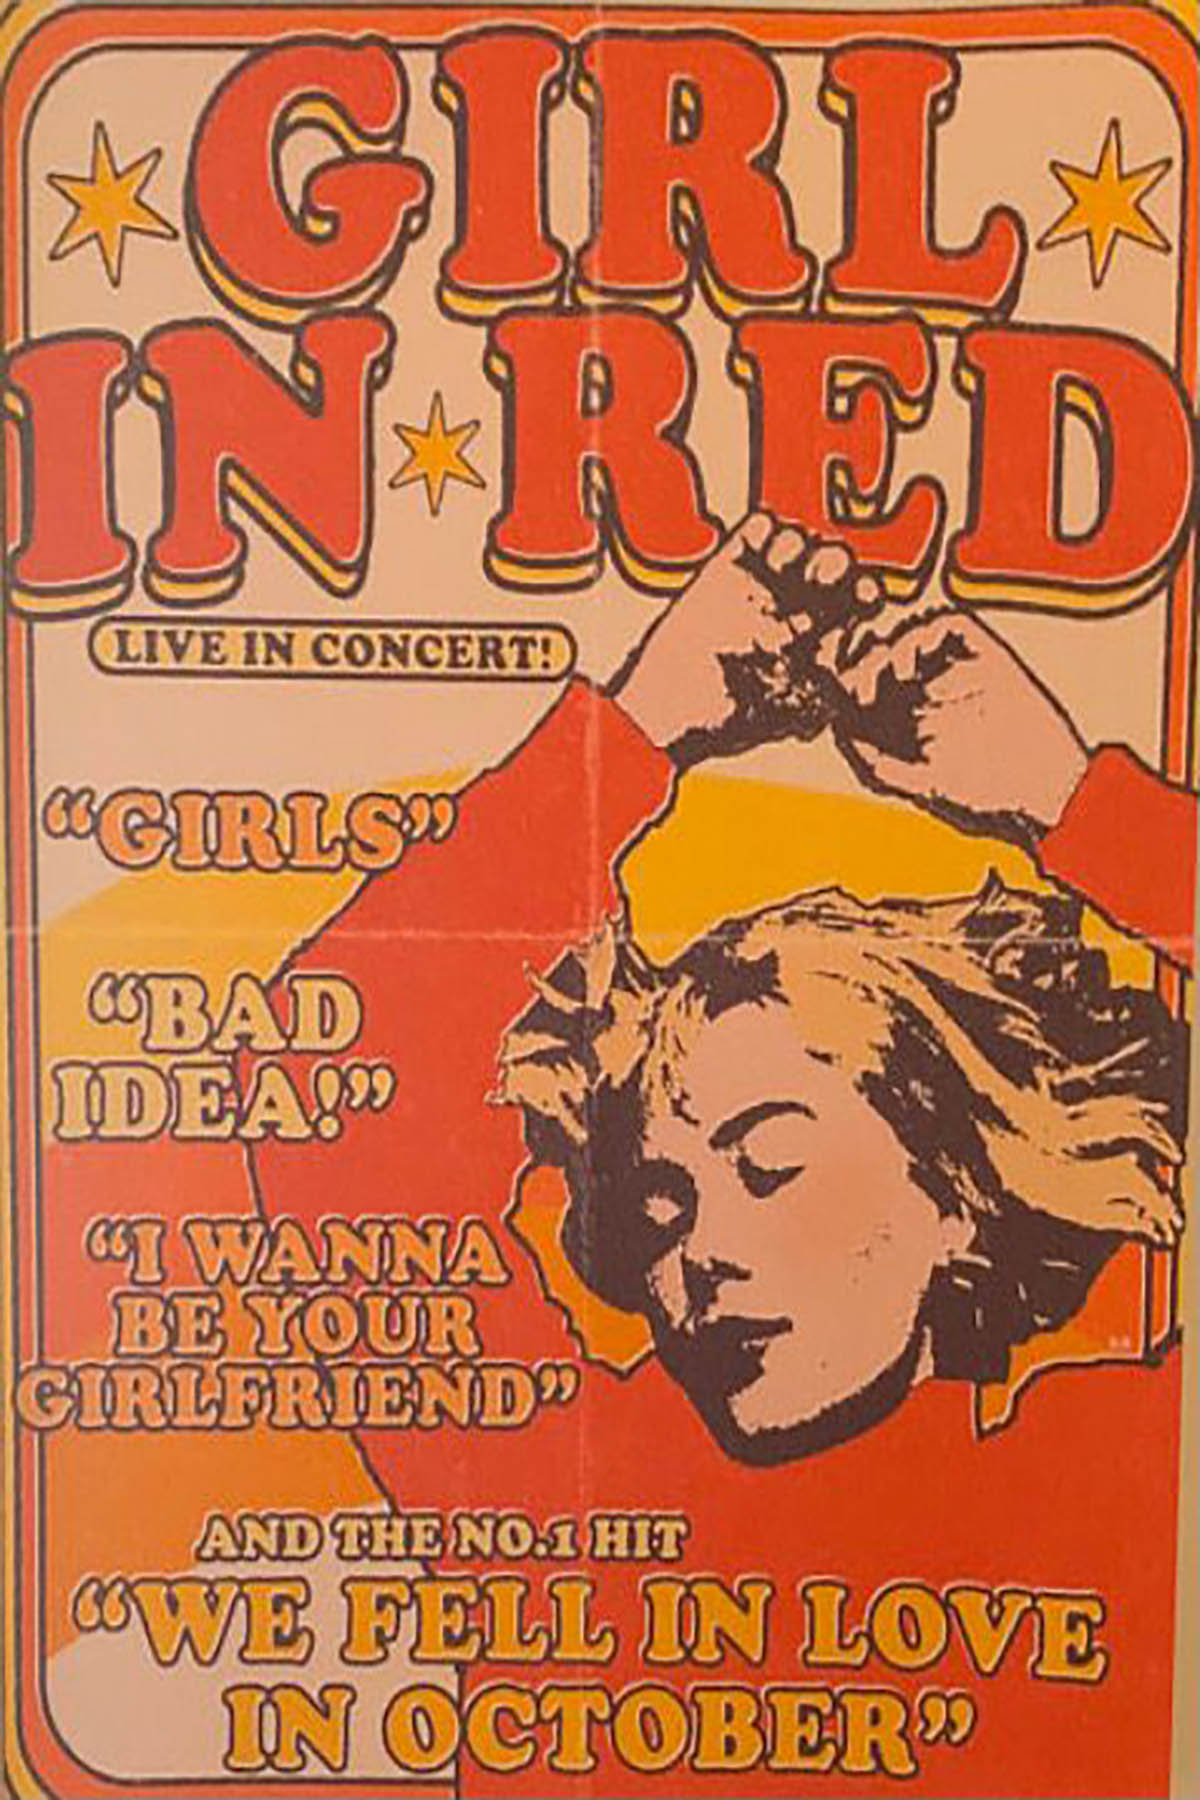 GIRL
IN RED
LIVE IN CONCERT!
“GIRLS”
“BAD
IDEA!”
“I WANNA
BE YOUR
GIRLFRIEND”
AND THE NO.1 HIT
“WE FELL IN LOVE
IN OCTOBER”